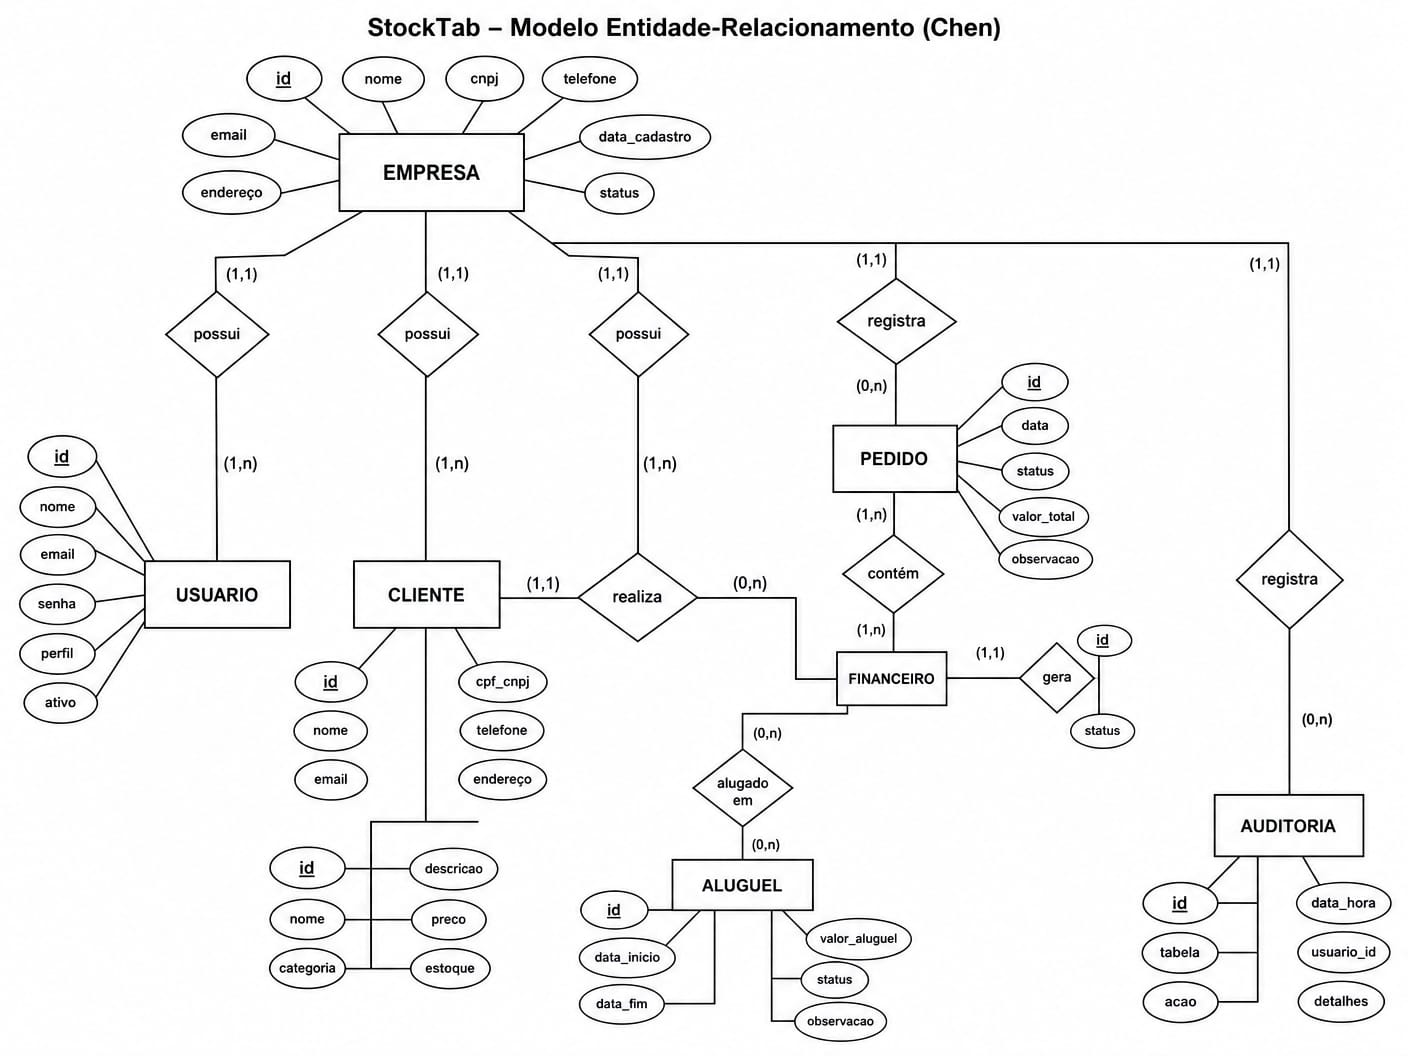 StockTab – Modelo Entidade-Relacionamento (Chen)
id
nome
cnpj
telefone
email
data_cadastro
EMPRESA
endereço
status
(1,1)
(1,1)
(1,1)
(1,1)
(1,1)
possui
possui
possui
registra
(0,n)
id
data
PEDIDO
status
valor_total
observacao
(1,n)
(1,n)
(1,n)
id
nome
email
senha
perfil
ativo
USUARIO
CLIENTE
(1,1)
realiza
(0,n)
(1,n)
contém
(1,n)
registra
FINANCEIRO
(1,1)
gera
id
status
id
cpf_cnpj
nome
telefone
email
endereço
(0,n)
alugado
em
(0,n)
(0,n)
AUDITORIA
id
descricao
nome
preco
categoria
estoque
ALUGUEL
id
data_inicio
data_fim
valor_aluguel
status
observacao
id
data_hora
tabela
usuario_id
acao
detalhes